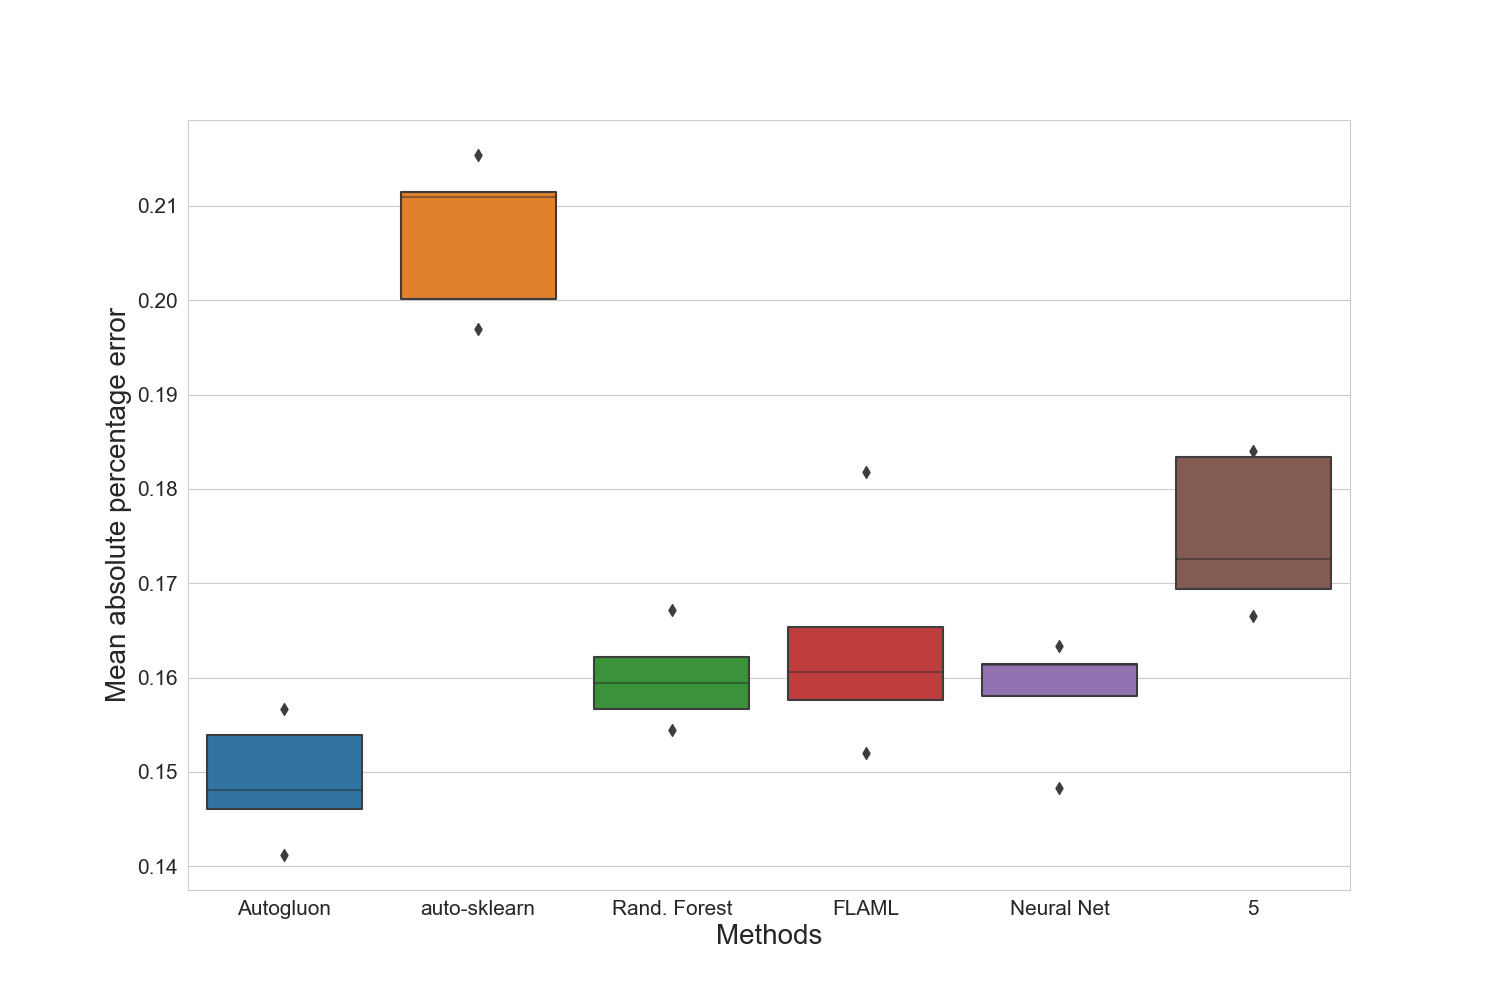 Mean absolute percentage error
0.21
0.20
0.19
0.18
0.17
0.16
0.15
0.14
Autogluon
auto-sklearn
Rand. Forest
FLAML
Neural Net
5
Methods